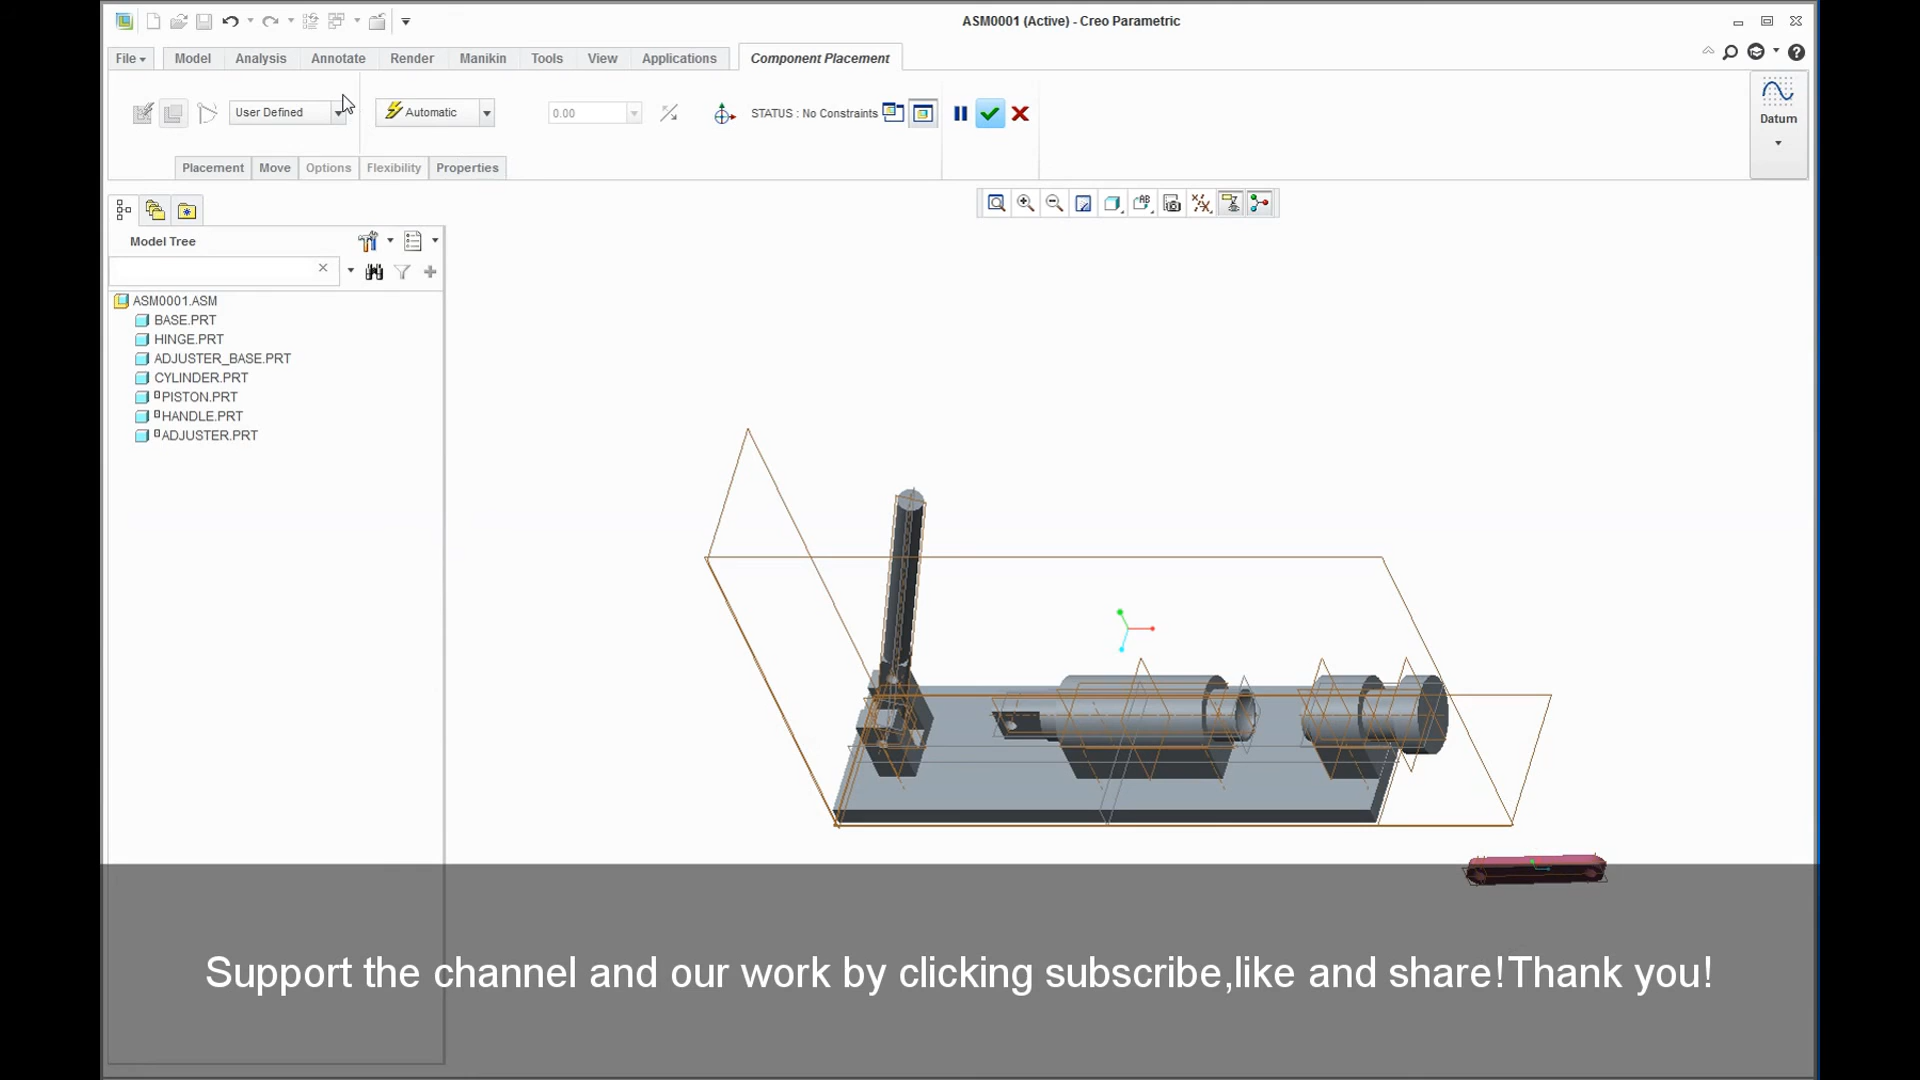 ASM0001 (Active) - Creo Parametric
File Model Analysis Annotate Render Manikin Tools View Applications Component Placement
User Defined Automatic 0.00 STATUS : No Constraints
Datum
Placement Move Options Flexibility Properties
Model Tree
ASM0001.ASM
BASE.PRT
HINGE.PRT
ADJUSTER_BASE.PRT
CYLINDER.PRT
PISTON.PRT
HANDLE.PRT
ADJUSTER.PRT
Support the channel and our work by clicking subscribe,like and share!Thank you!